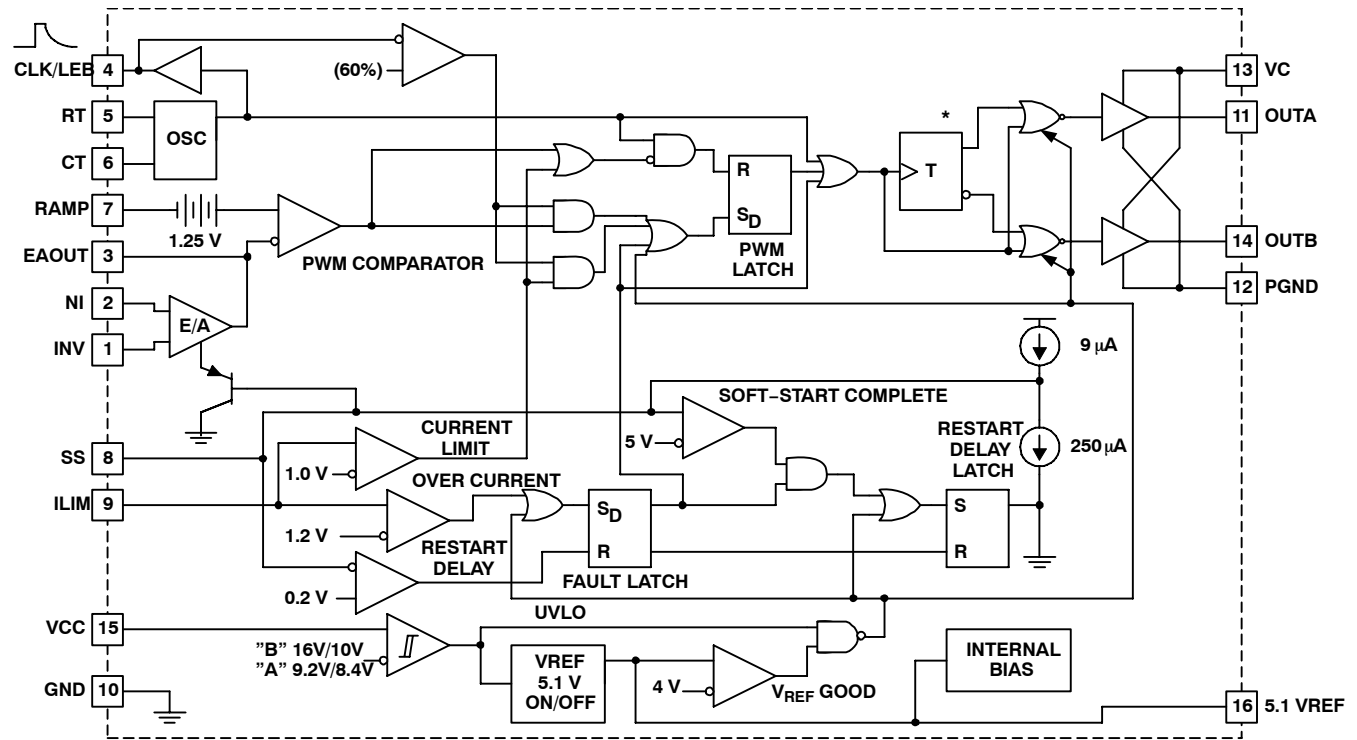 CLK/LEB 4
(60%)
13 VC
RT 5
OSC
*
11 OUTA
CT 6
R
T
RAMP 7
SD
1.25 V
PWM COMPARATOR
PWM
LATCH
14 OUTB
EAOUT 3
12 PGND
NI 2
E/A
INV 1
9 µA
SOFT−START COMPLETE
CURRENT
LIMIT
5 V
RESTART
DELAY
LATCH
250 µA
SS 8
1.0 V
OVER CURRENT
ILIM 9
SD
S
1.2 V
RESTART
DELAY
R
R
FAULT LATCH
0.2 V
UVLO
VCC 15
”B” 16V/10V
”A” 9.2V/8.4V
VREF
5.1 V
ON/OFF
4 V
VREF GOOD
INTERNAL
BIAS
GND 10
16 5.1 VREF